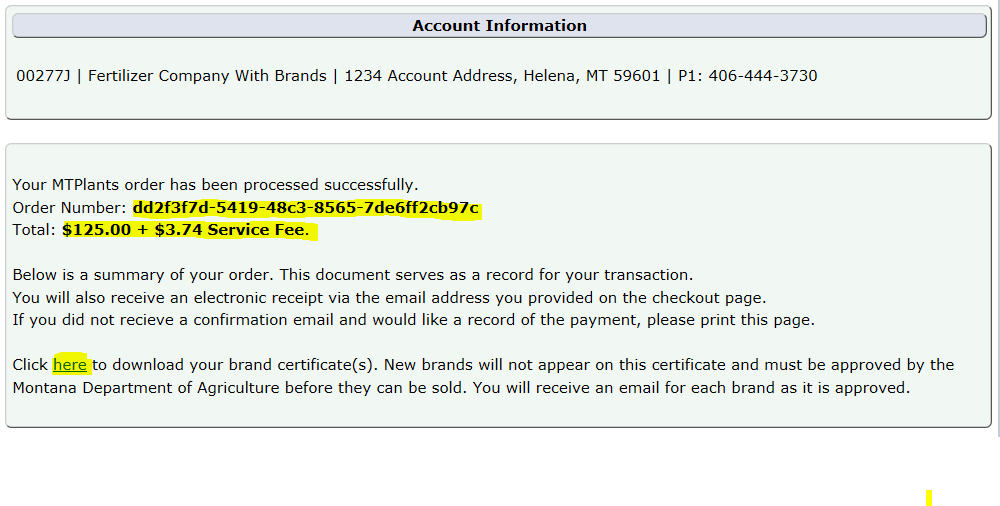 Account Information
00277J | Fertilizer Company With Brands | 1234 Account Address, Helena, MT 59601 | P1: 406-444-3730
Your MTPlants order has been processed successfully.
Order Number: dd2f3f7d-5419-48c3-8565-7de6ff2cb97c
Total: $125.00 + $3.74 Service Fee.
Below is a summary of your order. This document serves as a record for your transaction.
You will also receive an electronic receipt via the email address you provided on the checkout page.
If you did not recieve a confirmation email and would like a record of the payment, please print this page.
Click here to download your brand certificate(s). New brands will not appear on this certificate and must be approved by the
Montana Department of Agriculture before they can be sold. You will receive an email for each brand as it is approved.